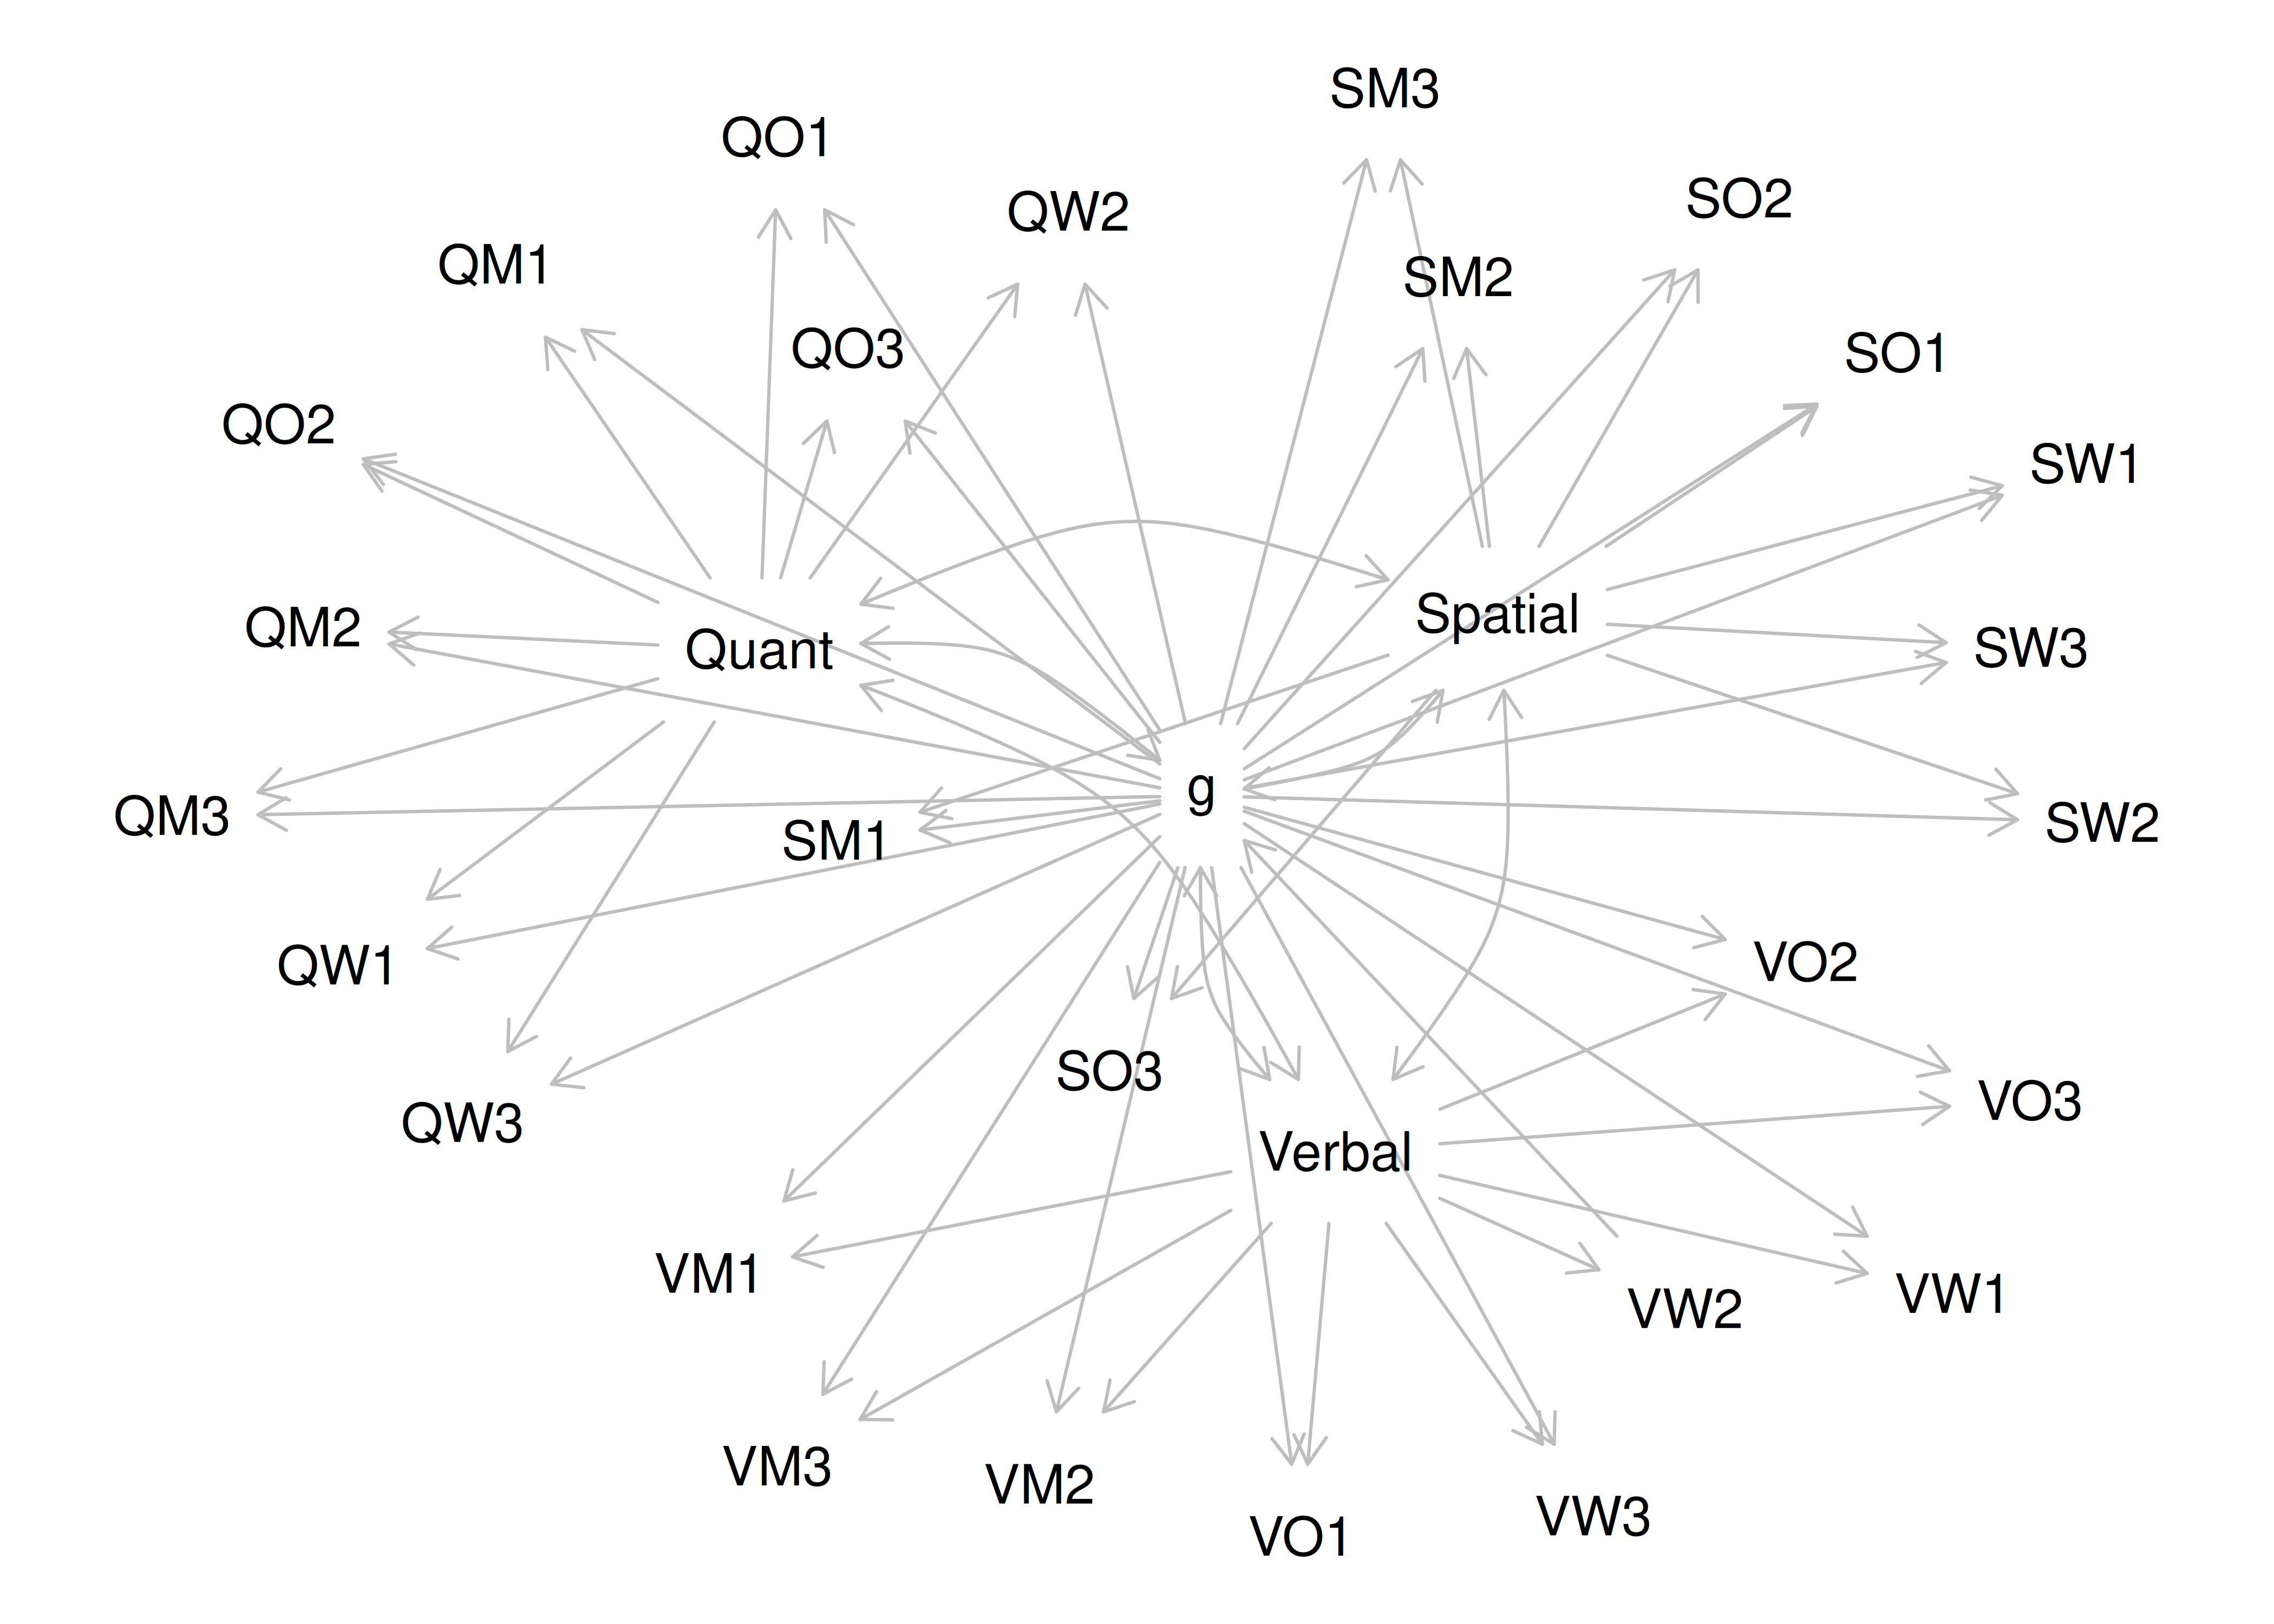 SM3
QO1
SO2
QW2
QM1
SM2
QO3
SO1
QO2
SW1
Spatial
QM2
Quant
SW3
g
QM3
SW2
SM1
VO2
QW1
SO3
VO3
QW3
Verbal
VM1
VW1
VW2
VM3
VM2
VW3
VO1